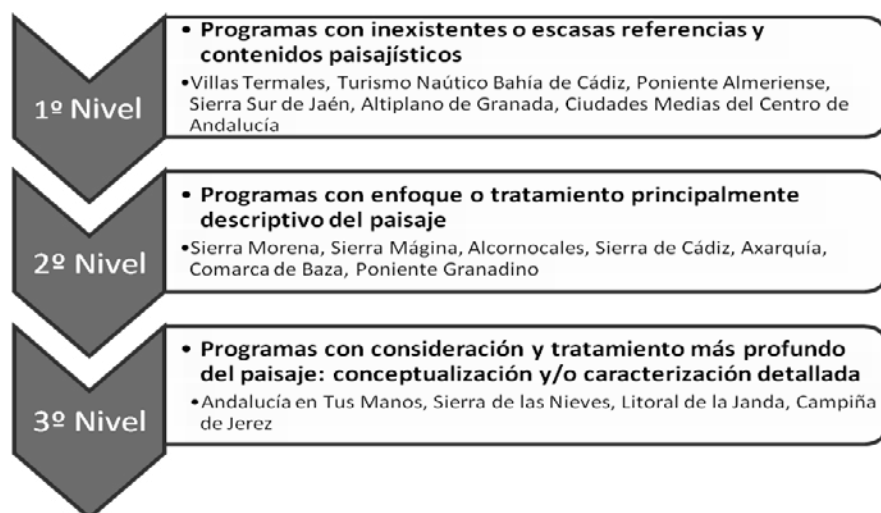 1º Nivel
• Programas con inexistentes o escasas referencias y
contenidos paisajísticos
•Villas Termales, Turismo Naútico Bahía de Cádiz, Poniente Almeriense,
Sierra Sur de Jaén, Altiplano de Granada, Ciudades Medias del Centro de
Andalucía
2º Nivel
• Programas con enfoque o tratamiento principalmente
descriptivo del paisaje
•Sierra Morena, Sierra Mágina, Alcornocales, Sierra de Cádiz, Axarquía,
Comarca de Baza, Poniente Granadino
3º Nivel
• Programas con consideración y tratamiento más profundo
del paisaje: conceptualización y/o caracterización detallada
•Andalucía en Tus Manos, Sierra de las Nieves, Litoral de la Janda, Campiña
de Jerez